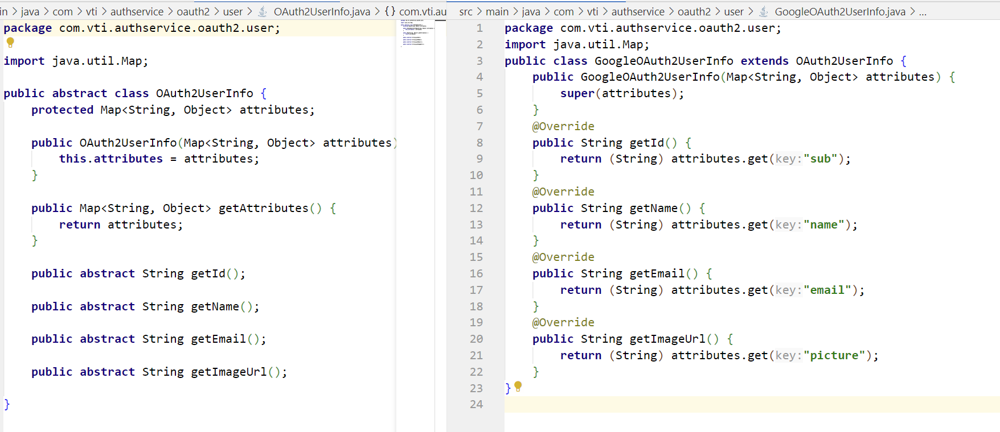 in > java > com > vti > authservice > oauth2 > user > OAuth2UserInfo.java > {} com.vti.au
package com.vti.authservice.oauth2.user;
import java.util.Map;
public abstract class OAuth2UserInfo {
protected Map<String, Object> attributes;
public OAuth2UserInfo(Map<String, Object> attributes)
this.attributes = attributes;
}
public Map<String, Object> getAttributes() {
return attributes;
}
public abstract String getId();
public abstract String getName();
public abstract String getEmail();
public abstract String getImageUrl();
}
src > main > java > com > vti > authservice > oauth2 > user > GoogleOAuth2UserInfo.java > ...
1 package com.vti.authservice.oauth2.user;
2 import java.util.Map;
3 public class GoogleOAuth2UserInfo extends OAuth2UserInfo {
4 public GoogleOAuth2UserInfo(Map<String, Object> attributes) {
5 super(attributes);
6 }
7 @Override
8 public String getId() {
9 return (String) attributes.get(key:"sub");
10 }
11 @Override
12 public String getName() {
13 return (String) attributes.get(key:"name");
14 }
15 @Override
16 public String getEmail() {
17 return (String) attributes.get(key:"email");
18 }
19 @Override
20 public String getImageUrl() {
21 return (String) attributes.get(key:"picture");
22 }
23 }
24